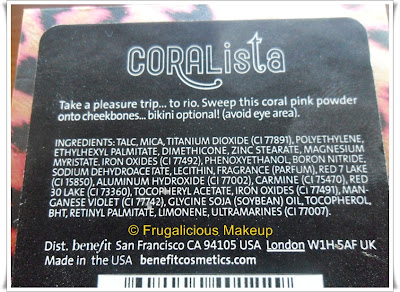 CORALista
Take a pleasure trip... to rio. Sweep this coral pink powder
onto cheekbones... bikini optional! (avoid eye area).
INGREDIENTS: TALC, MICA, TITANIUM DIOXIDE (CI 77891), POLYETHYLENE,
ETHYLHEXYL PALMITATE, DIMETHICONE, ZINC STEARATE, MAGNESIUM
MYRISTATE, IRON OXIDES (CI 77492), PHENOXYETHANOL, BORON NITRIDE,
SODIUM DEHYDROACETATE, LECITHIN, FRAGRANCE (PARFUM), RED 7 LAKE
(CI 15850), ALUMINUM HYDROXIDE (CI 77002), CARMINE (CI 75470), RED
30 LAKE (CI 73360), TOCOPHERYL ACETATE, IRON OXIDES (CI 77491), MAN-
GANESE VIOLET (CI 77742), GLYCINE SOJA (SOYBEAN) OIL, TOCOPHEROL,
BHT, RETINYL PALMITATE, LIMONENE, ULTRAMARINES (CI 77007).
© Frugalicious Makeup
Dist. benefit San Francisco CA 94105 USA London W1H 5AF UK
Made in the USA benefitcosmetics.com